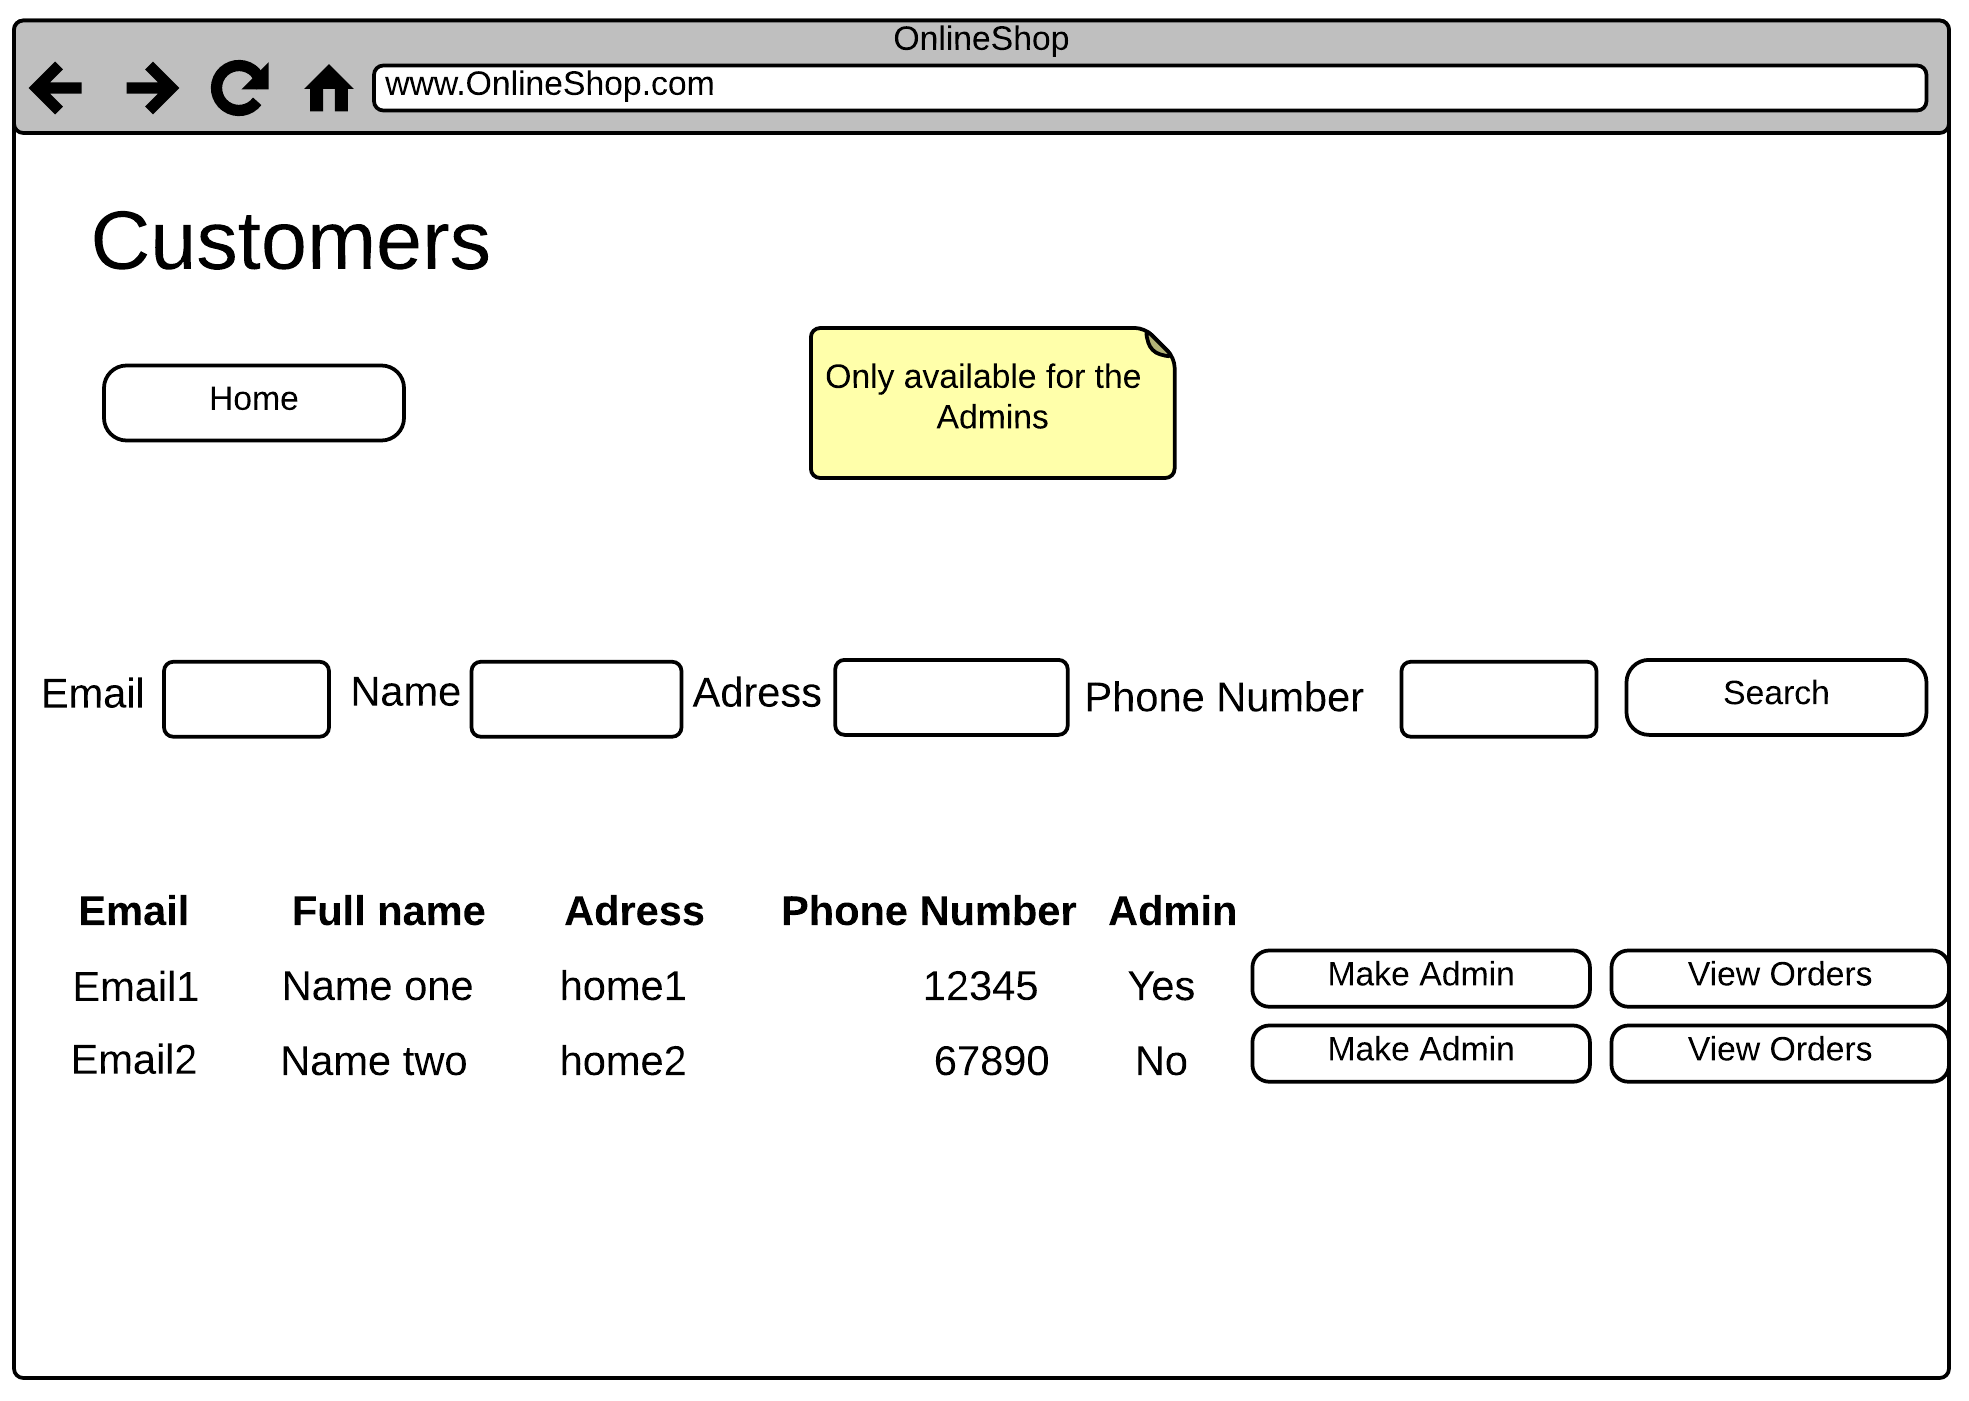 OnlineShop
www.OnlineShop.com
Customers
Home
Only available for the
Admins
Email Name Adress Phone Number Search
Email Full name Adress Phone Number Admin
Email1 Name one home1 12345 Yes Make Admin View Orders
Email2 Name two home2 67890 No Make Admin View Orders